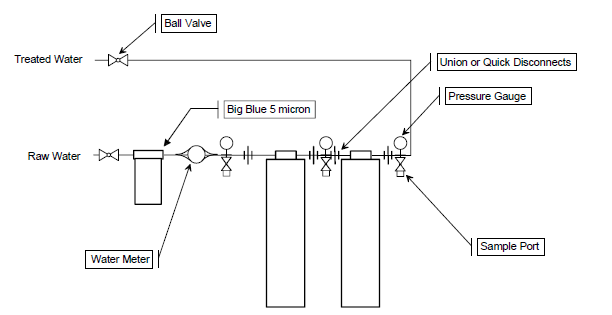 Ball Valve
Treated Water
Union or Quick Disconnects
Pressure Gauge
Big Blue 5 micron
Raw Water
Sample Port
Water Meter